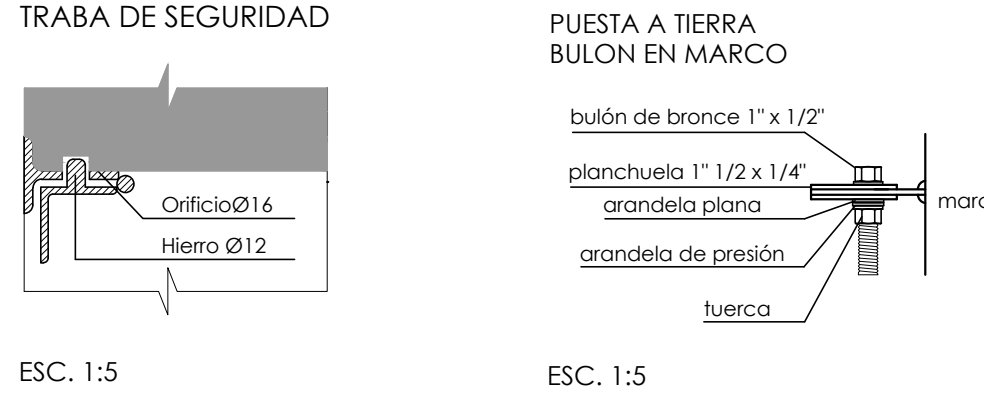 TRABA DE SEGURIDAD
OrificioØ16
Hierro Ø12
ESC. 1:5
PUESTA A TIERRA
BULON EN MARCO
bulón de bronce 1" x 1/2"
planchuela 1" 1/2 x 1/4"
arandela plana
arandela de presión
tuerca
ESC. 1:5